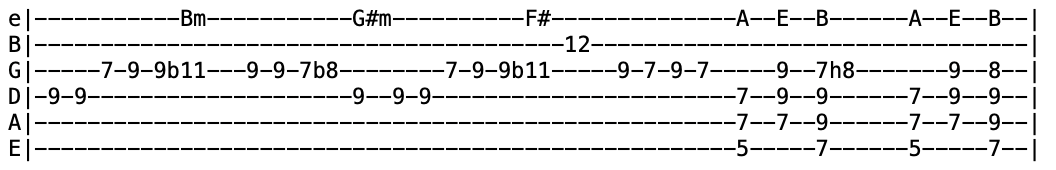 e|-----------Bm-----------G#m----------F#--------------A--E--B------A--E--B--|
B|----------------------------------------12---------------------------------|
G|-----7-9-9b11---9-9-7b8--------7-9-9b11-----9-7-9-7-----9--7h8-------9--8--|
D|-9-9--------------------9--9-9-----------------------7--9--9------7--9--9--|
A|-----------------------------------------------------7--7--9------7--7--9--|
E|-----------------------------------------------------5-----7------5-----7--|